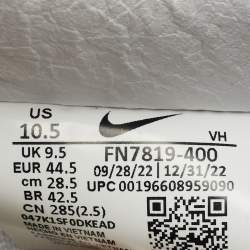 US
10.5
VH
UK 9.5 FN7819-400
EUR 44.5 09/28/22 12/31/22
cm 28.5 UPC 00196608959090
BR 42.5
CN 285(2.5)
047K1SF0DKEAD
MADE IN VIETNAM